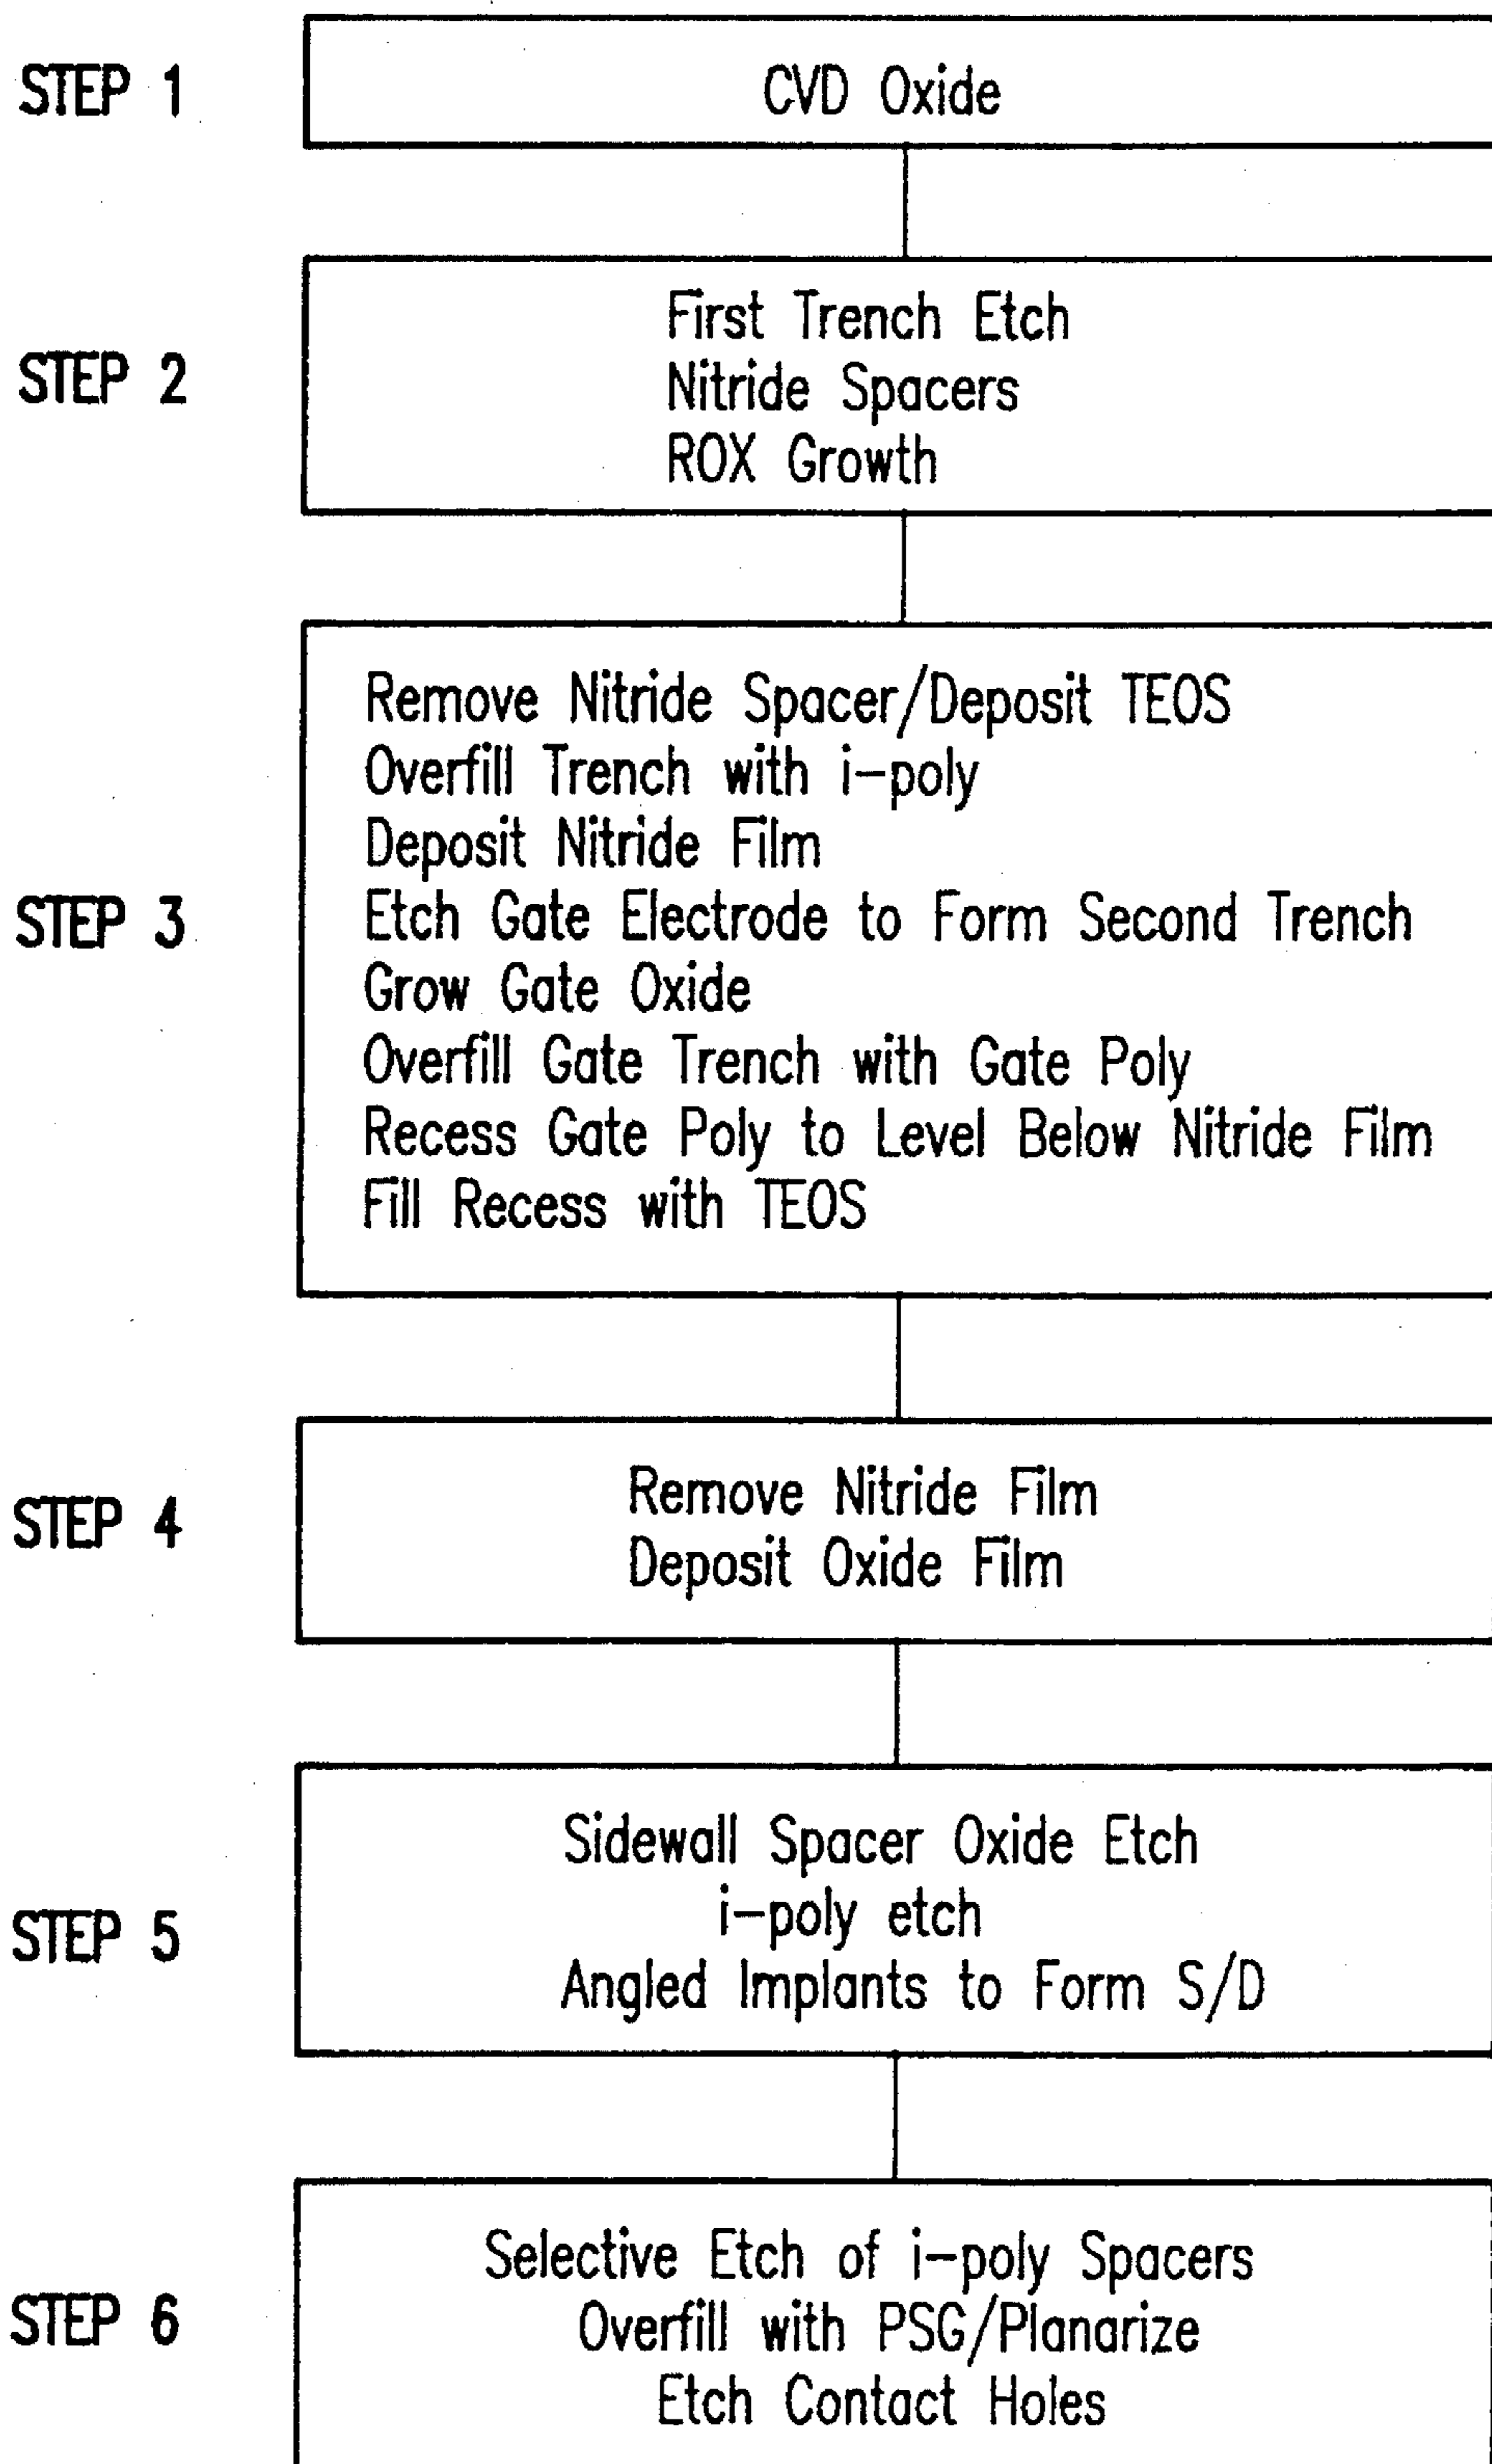 STEP 1
CVD Oxide
STEP 2
First Trench Etch
Nitride Spacers
ROX Growth
STEP 3
Remove Nitride Spacer/Deposit TEOS
Overfill Trench with i-poly
Deposit Nitride Film
Etch Gate Electrode to Form Second Trench
Grow Gate Oxide
Overfill Gate Trench with Gate Poly
Recess Gate Poly to Level Below Nitride Film
Fill Recess with TEOS
STEP 4
Remove Nitride Film
Deposit Oxide Film
STEP 5
Sidewall Spacer Oxide Etch
i-poly etch
Angled Implants to Form S/D
STEP 6
Selective Etch of i-poly Spacers
Overfill with PSG/Planarize
Etch Contact Holes